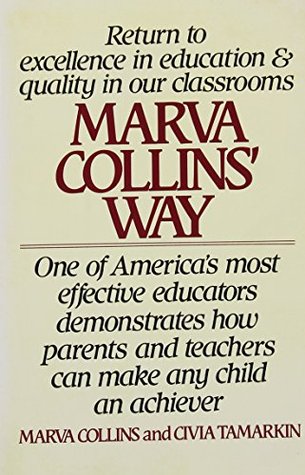 Return to
excellence in education &
quality in our classrooms
MARVA
COLLINS'
WAY
One of America's most
effective educators
demonstrates how
parents and teachers
can make any child
an achiever
MARVA COLLINS and CIVIA TAMARKIN